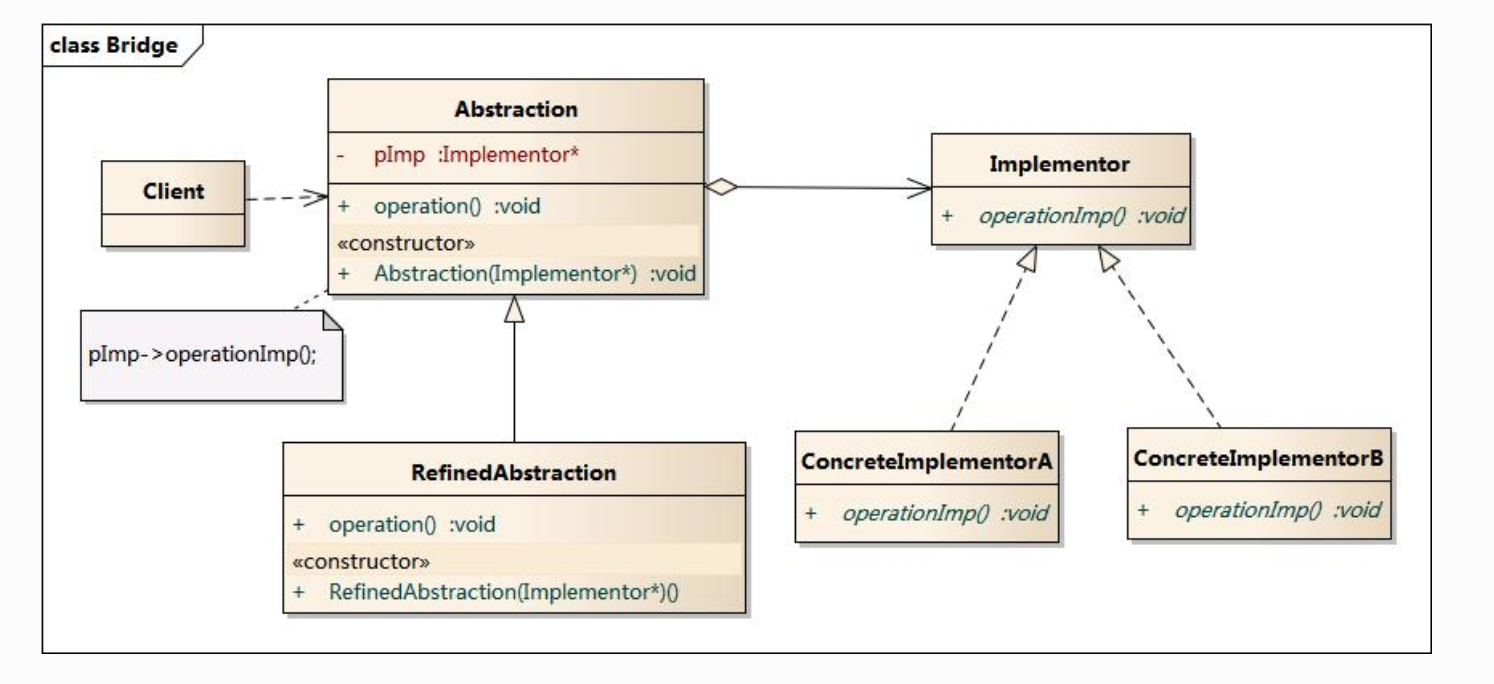 class Bridge
Abstraction
- pImp :Implementor*
+ operation() :void
«constructor»
+ Abstraction(Implementor*) :void
Client
Implementor
+ operationImp() :void
pImp->operationImp();
RefinedAbstraction
+ operation() :void
«constructor»
+ RefinedAbstraction(Implementor*)()
ConcreteImplementorA
+ operationImp() :void
ConcreteImplementorB
+ operationImp() :void